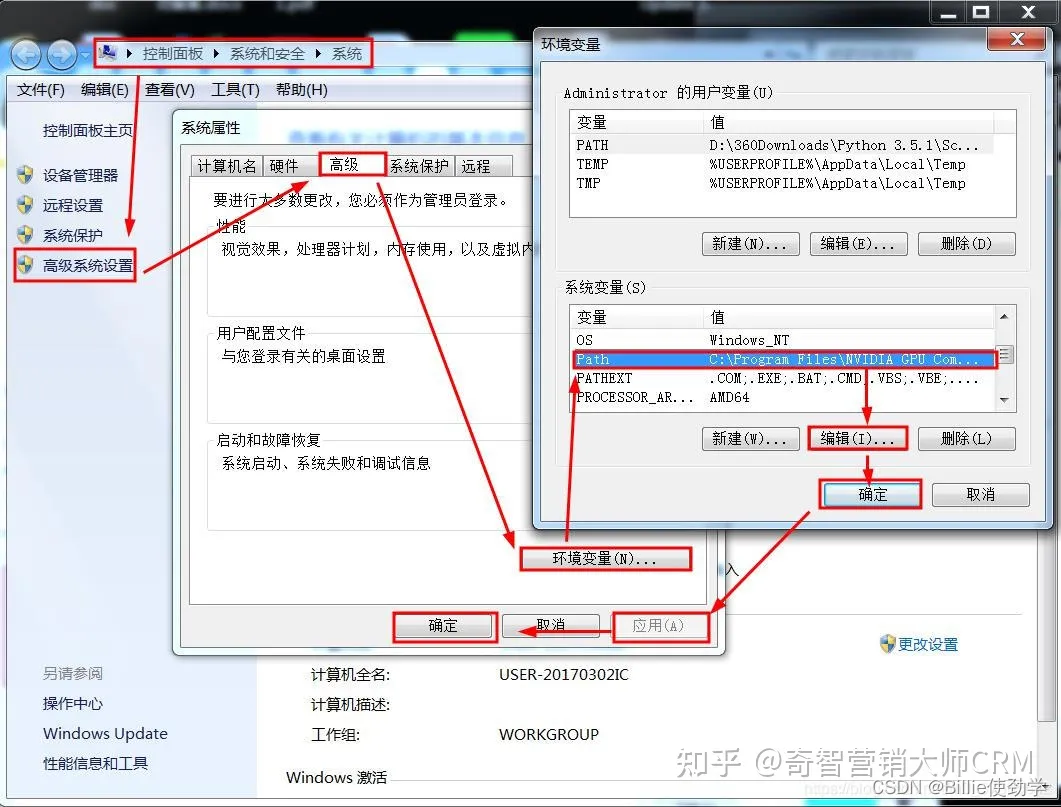 控制面板 系统和安全 系统
文件(F) 编辑(E) 查看(V) 工具(T) 帮助(H)
控制面板主页
设备管理器
远程设置
系统保护
高级系统设置
系统属性
计算机名 硬件 高级 系统保护 远程
要进行大多数更改，您必须作为管理员登录。
性能
视觉效果，处理器计划，内存使用，以及虚拟内
用户配置文件
与您登录有关的桌面设置
启动和故障恢复
系统启动、系统失败和调试信息
环境变量(N)...
确定 取消 应用(A)
环境变量
Administrator 的用户变量(U)
变量 值
PATH D:\360Downloads\Python 3.5.1\Sc...
TEMP %USERPROFILE%\AppData\Local\Temp
TMP %USERPROFILE%\AppData\Local\Temp
新建(N)... 编辑(E)... 删除(D)
系统变量(S)
变量 值
OS Windows_NT
Path C:\Program Files\NVIDIA GPU Com...
PATHEXT .COM;.EXE;.BAT;.CMD;.VBS;.VBE;....
PROCESSOR_AR... AMD64
新建(W)... 编辑(I)... 删除(L)
确定 取消
入
更改设置
另请参阅
操作中心
Windows Update
性能信息和工具
计算机全名: USER-20170302IC
计算机描述:
工作组: WORKGROUP
Windows 激活
知乎 @奇智营销大师CRM
CSDN @Billie使劲学